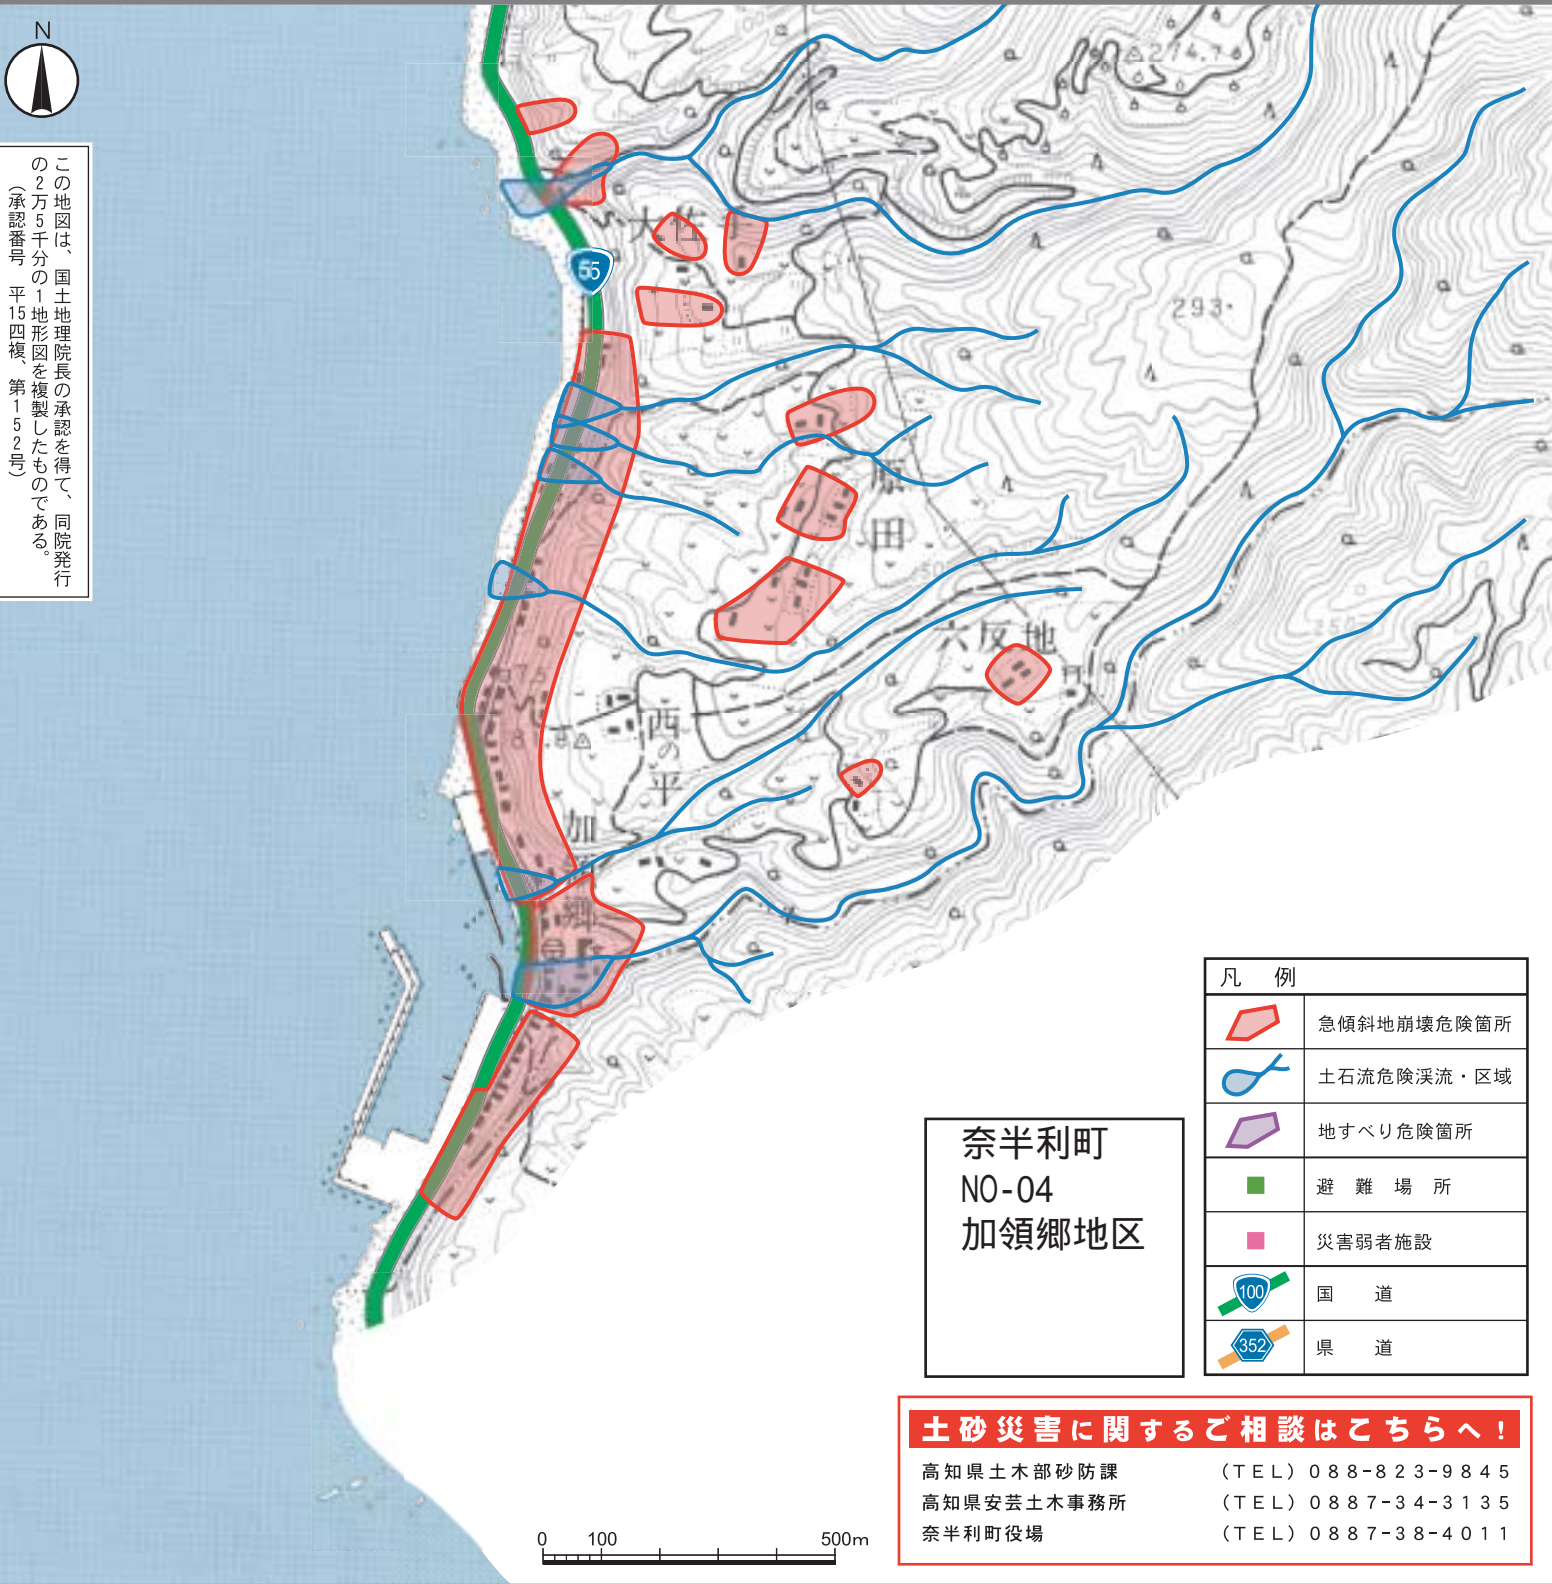 N
この地図は、国土地理院長の承認を得て、同院発行
の2万5千分の1地形図を複製したものである。
(承認番号 平15四複、第152号)
274.7
55
293
原
田
六反地
西の平
加
郷
凡 例
急傾斜地崩壊危険箇所
土石流危険渓流・区域
地すべり危険箇所
避 難 場 所
災害弱者施設
100
国 道
352
県 道
奈半利町
NO-04
加領郷地区
土砂災害に関するご相談はこちらへ!
高知県土木部砂防課 (TEL) 088-823-9845
高知県安芸土木事務所 (TEL) 0887-34-3135
奈半利町役場 (TEL) 0887-38-4011
0 100 500m